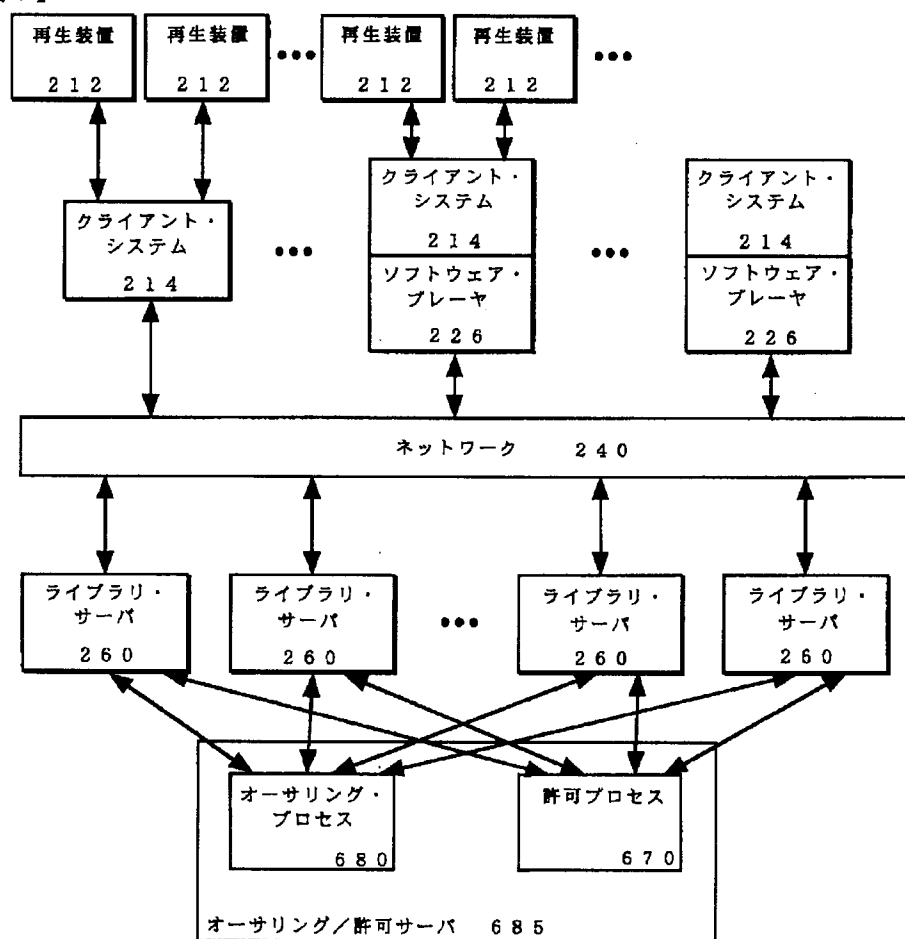 再生装置 再生装置 再生装置 再生装置
212 212 212 212
クライアント・
システム
214
クライアント・
システム
214
ソフトウェア・
プレーヤ
226
クライアント・
システム
214
ソフトウェア・
プレーヤ
226
ネットワーク 240
ライブラリ・
サーバ
260
ライブラリ・
サーバ
260
ライブラリ・
サーバ
260
ライブラリ・
サーバ
260
オーサリング・
プロセス
680
許可プロセス
670
オーサリング/許可サーバ 685